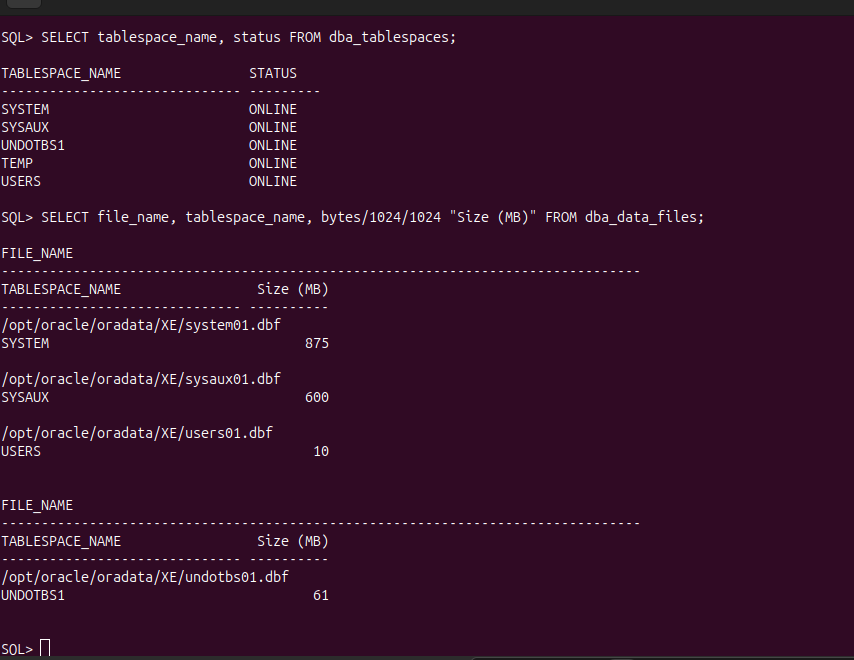 SQL> SELECT tablespace_name, status FROM dba_tablespaces;

TABLESPACE_NAME                STATUS
------------------------------ ---------
SYSTEM                         ONLINE
SYSAUX                         ONLINE
UNDOTBS1                       ONLINE
TEMP                           ONLINE
USERS                          ONLINE

SQL> SELECT file_name, tablespace_name, bytes/1024/1024 "Size (MB)" FROM dba_data_files;

FILE_NAME
--------------------------------------------------------------------------------
TABLESPACE_NAME                 Size (MB)
------------------------------ ----------
/opt/oracle/oradata/XE/system01.dbf
SYSTEM                                875

/opt/oracle/oradata/XE/sysaux01.dbf
SYSAUX                                600

/opt/oracle/oradata/XE/users01.dbf
USERS                                  10


FILE_NAME
--------------------------------------------------------------------------------
TABLESPACE_NAME                 Size (MB)
------------------------------ ----------
/opt/oracle/oradata/XE/undotbs01.dbf
UNDOTBS1                               61


SQL>